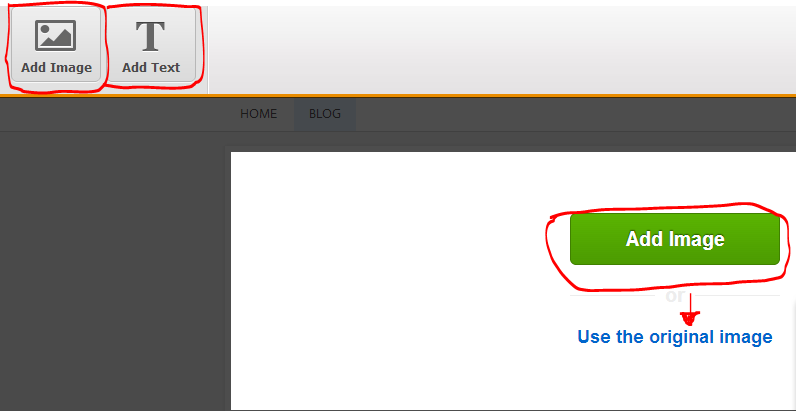 Add Image Add Text
HOME BLOG
Add Image
or
Use the original image